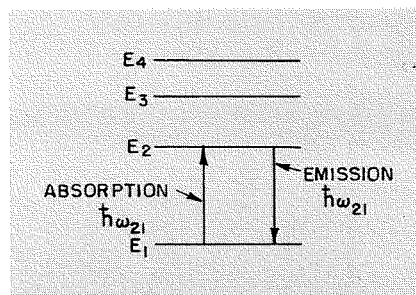 E4
E3
E2
ABSORPTION
ħω21
EMISSION
ħω21
E1